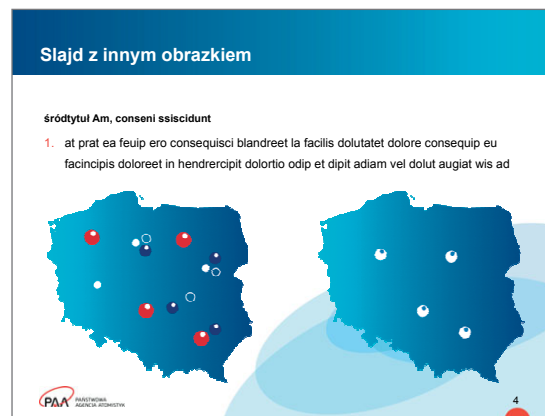 Slajd z innym obrazkiem
śródtytuł Am, conseni ssiscidunt
1. at prat ea feuip ero consequisci blandreet la facilis dolutatet dolore consequip eu
facincipis doloreet in hendrercipit dolortio odip et dipit adiam vel dolut augiat wis ad
PAA PAŃSTWOWA
AGENCJA ATOMISTYK
4